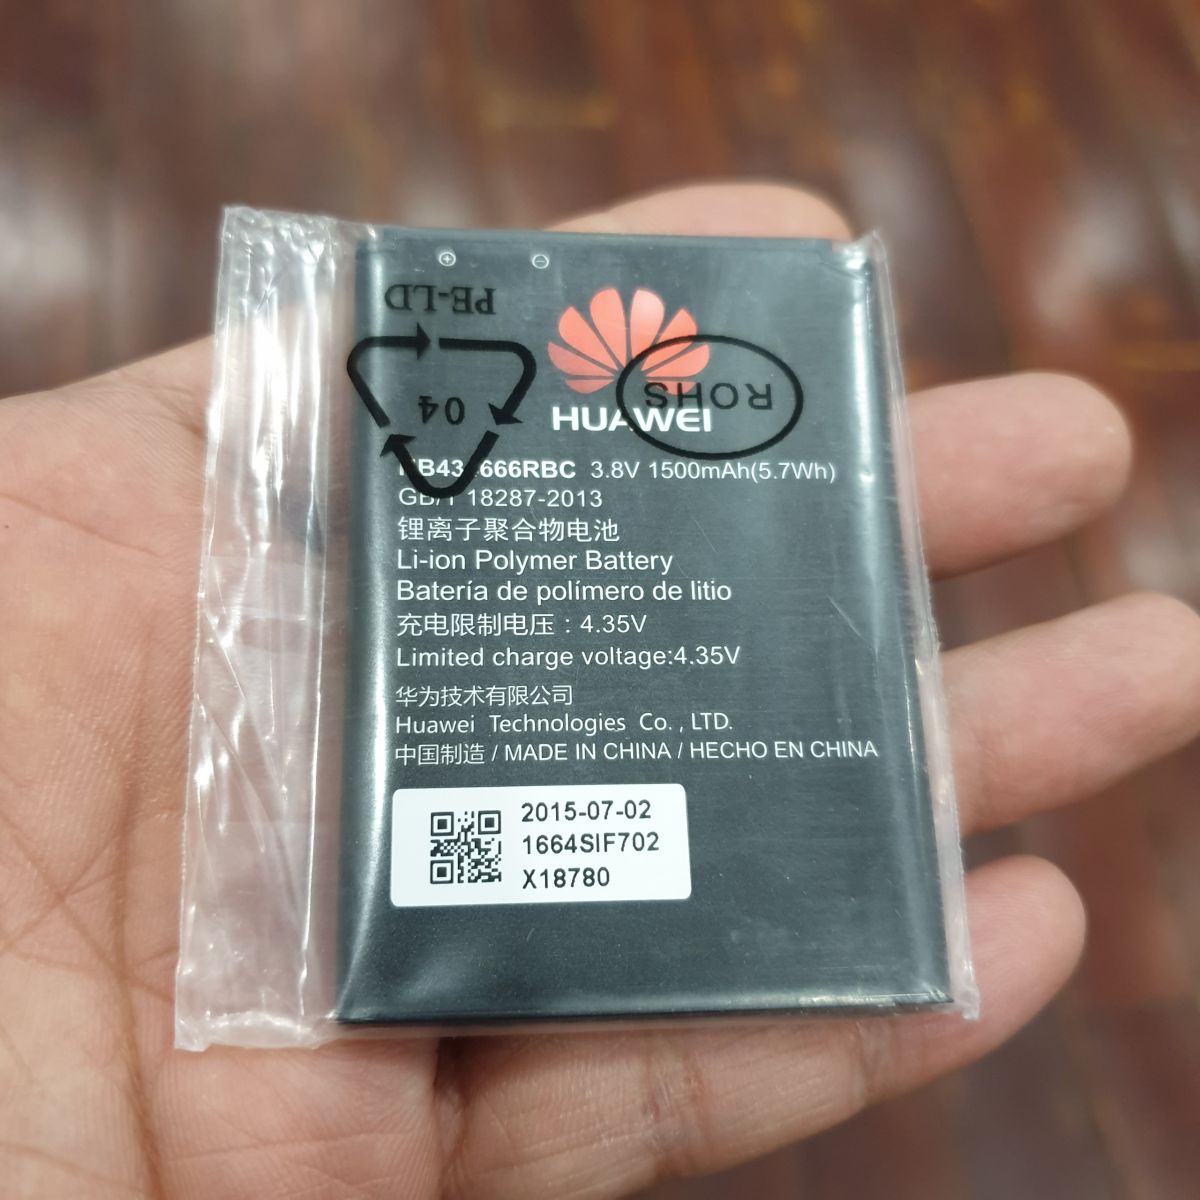 PE-LD
04
ROHS
HUAWEI
3.8V 1500mAh(5.7Wh)
GB/T 18287-2013
锂离子聚合物电池
Li-ion Polymer Battery
Batería de polímero de litio
充电限制电压：4.35V
Limited charge voltage:4.35V
华为技术有限公司
Huawei Technologies Co., LTD.
中国制造 / MADE IN CHINA / HECHO EN CHINA
2015-07-02
1664SIF702
X18780